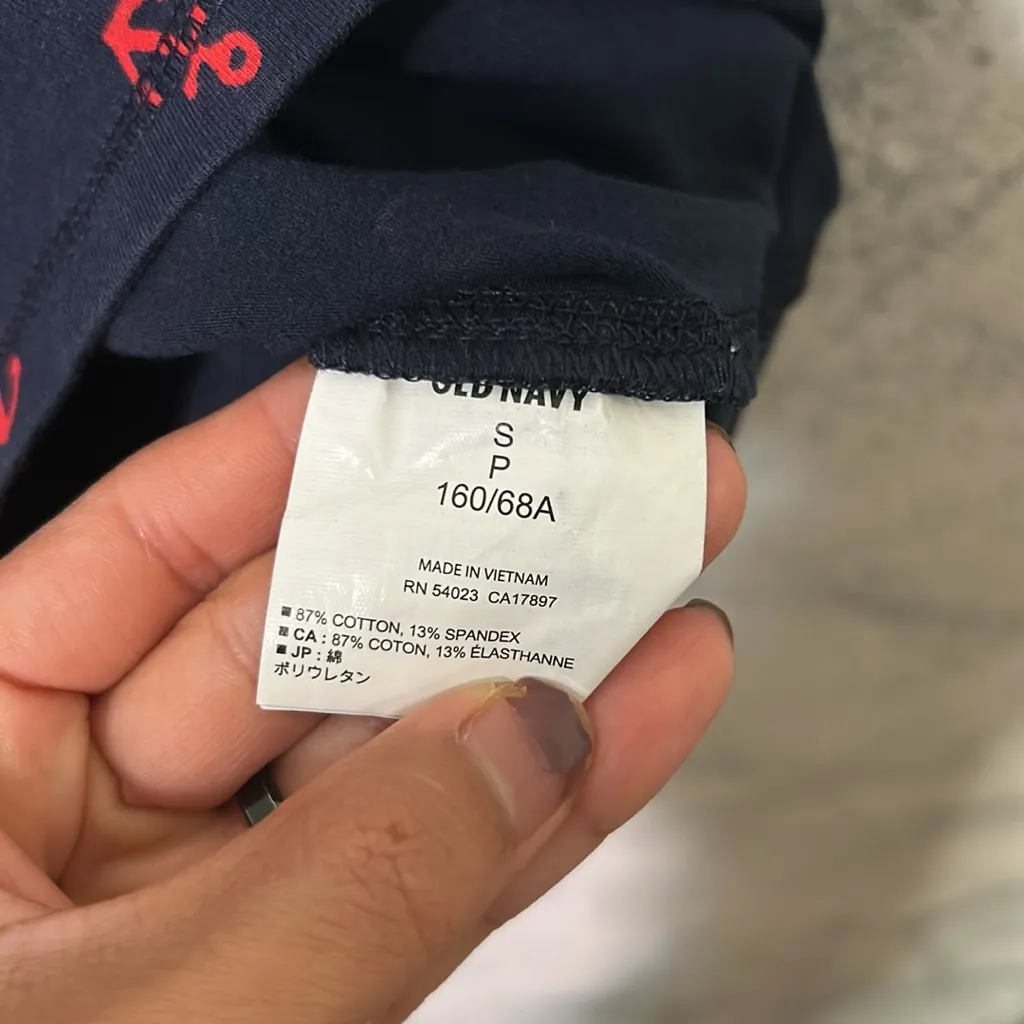 OLD NAVY
S
P
160/68A
MADE IN VIETNAM
RN 54023 CA17897
87% COTTON, 13% SPANDEX
CA : 87% COTON, 13% ÉLASTHANNE
JP : 綿
ポリウレタン